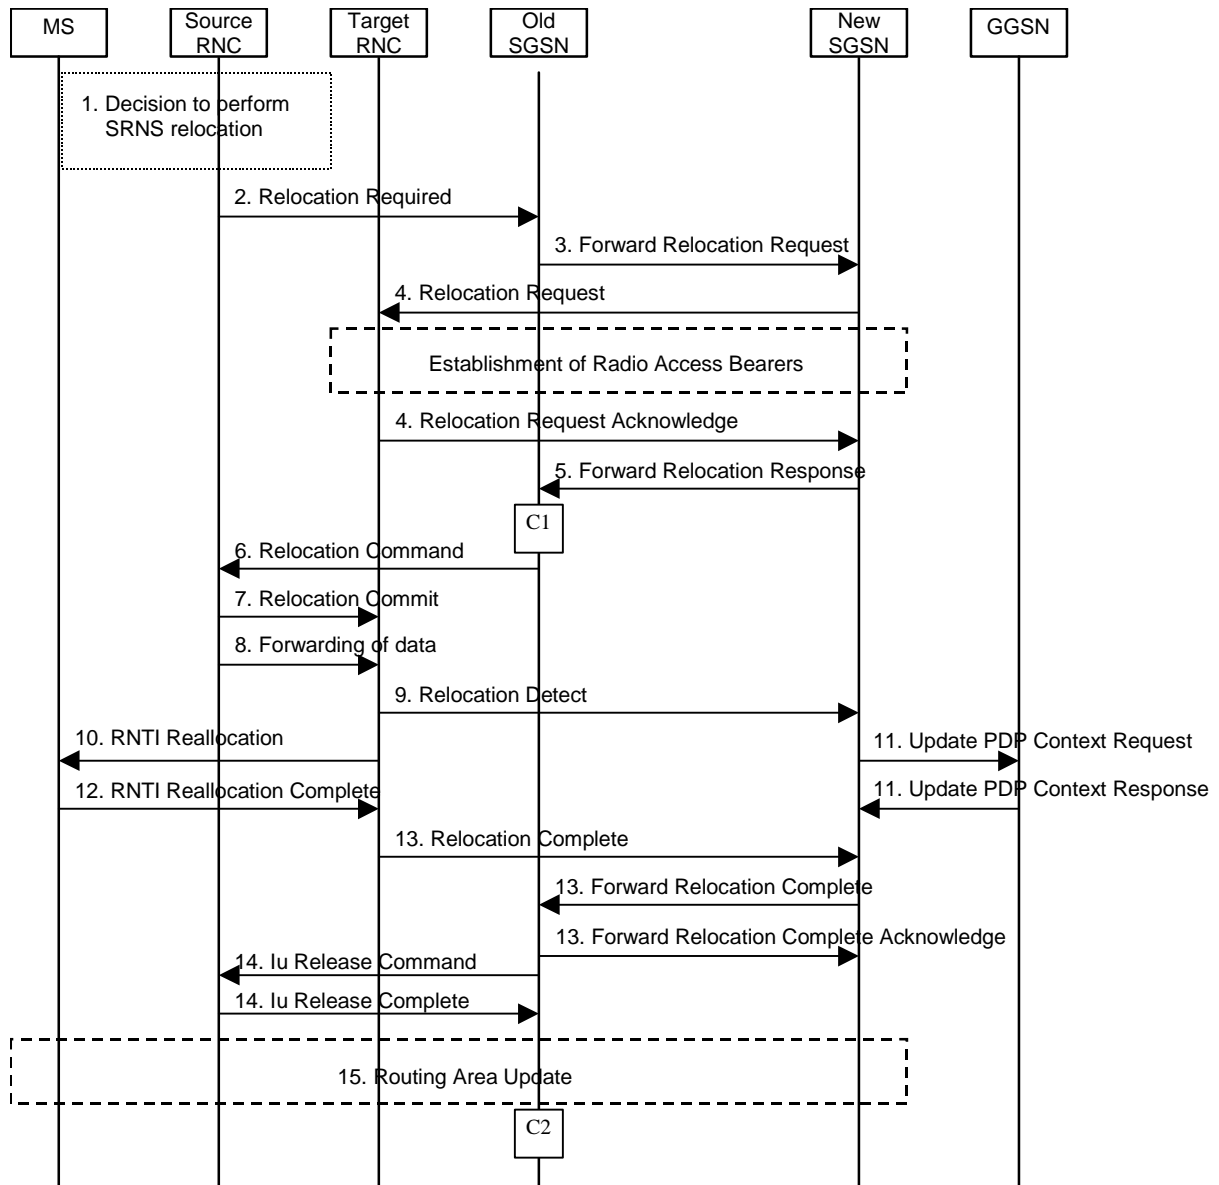 MS
Source
RNC
Target
RNC
Old
SGSN
New
SGSN
GGSN
1. Decision to perform
SRNS relocation
2. Relocation Required
3. Forward Relocation Request
4. Relocation Request
Establishment of Radio Access Bearers
4. Relocation Request Acknowledge
5. Forward Relocation Response
C1
6. Relocation Command
7. Relocation Commit
8. Forwarding of data
9. Relocation Detect
10. RNTI Reallocation
11. Update PDP Context Request
12. RNTI Reallocation Complete
11. Update PDP Context Response
13. Relocation Complete
13. Forward Relocation Complete
13. Forward Relocation Complete Acknowledge
14. Iu Release Command
14. Iu Release Complete
15. Routing Area Update
C2